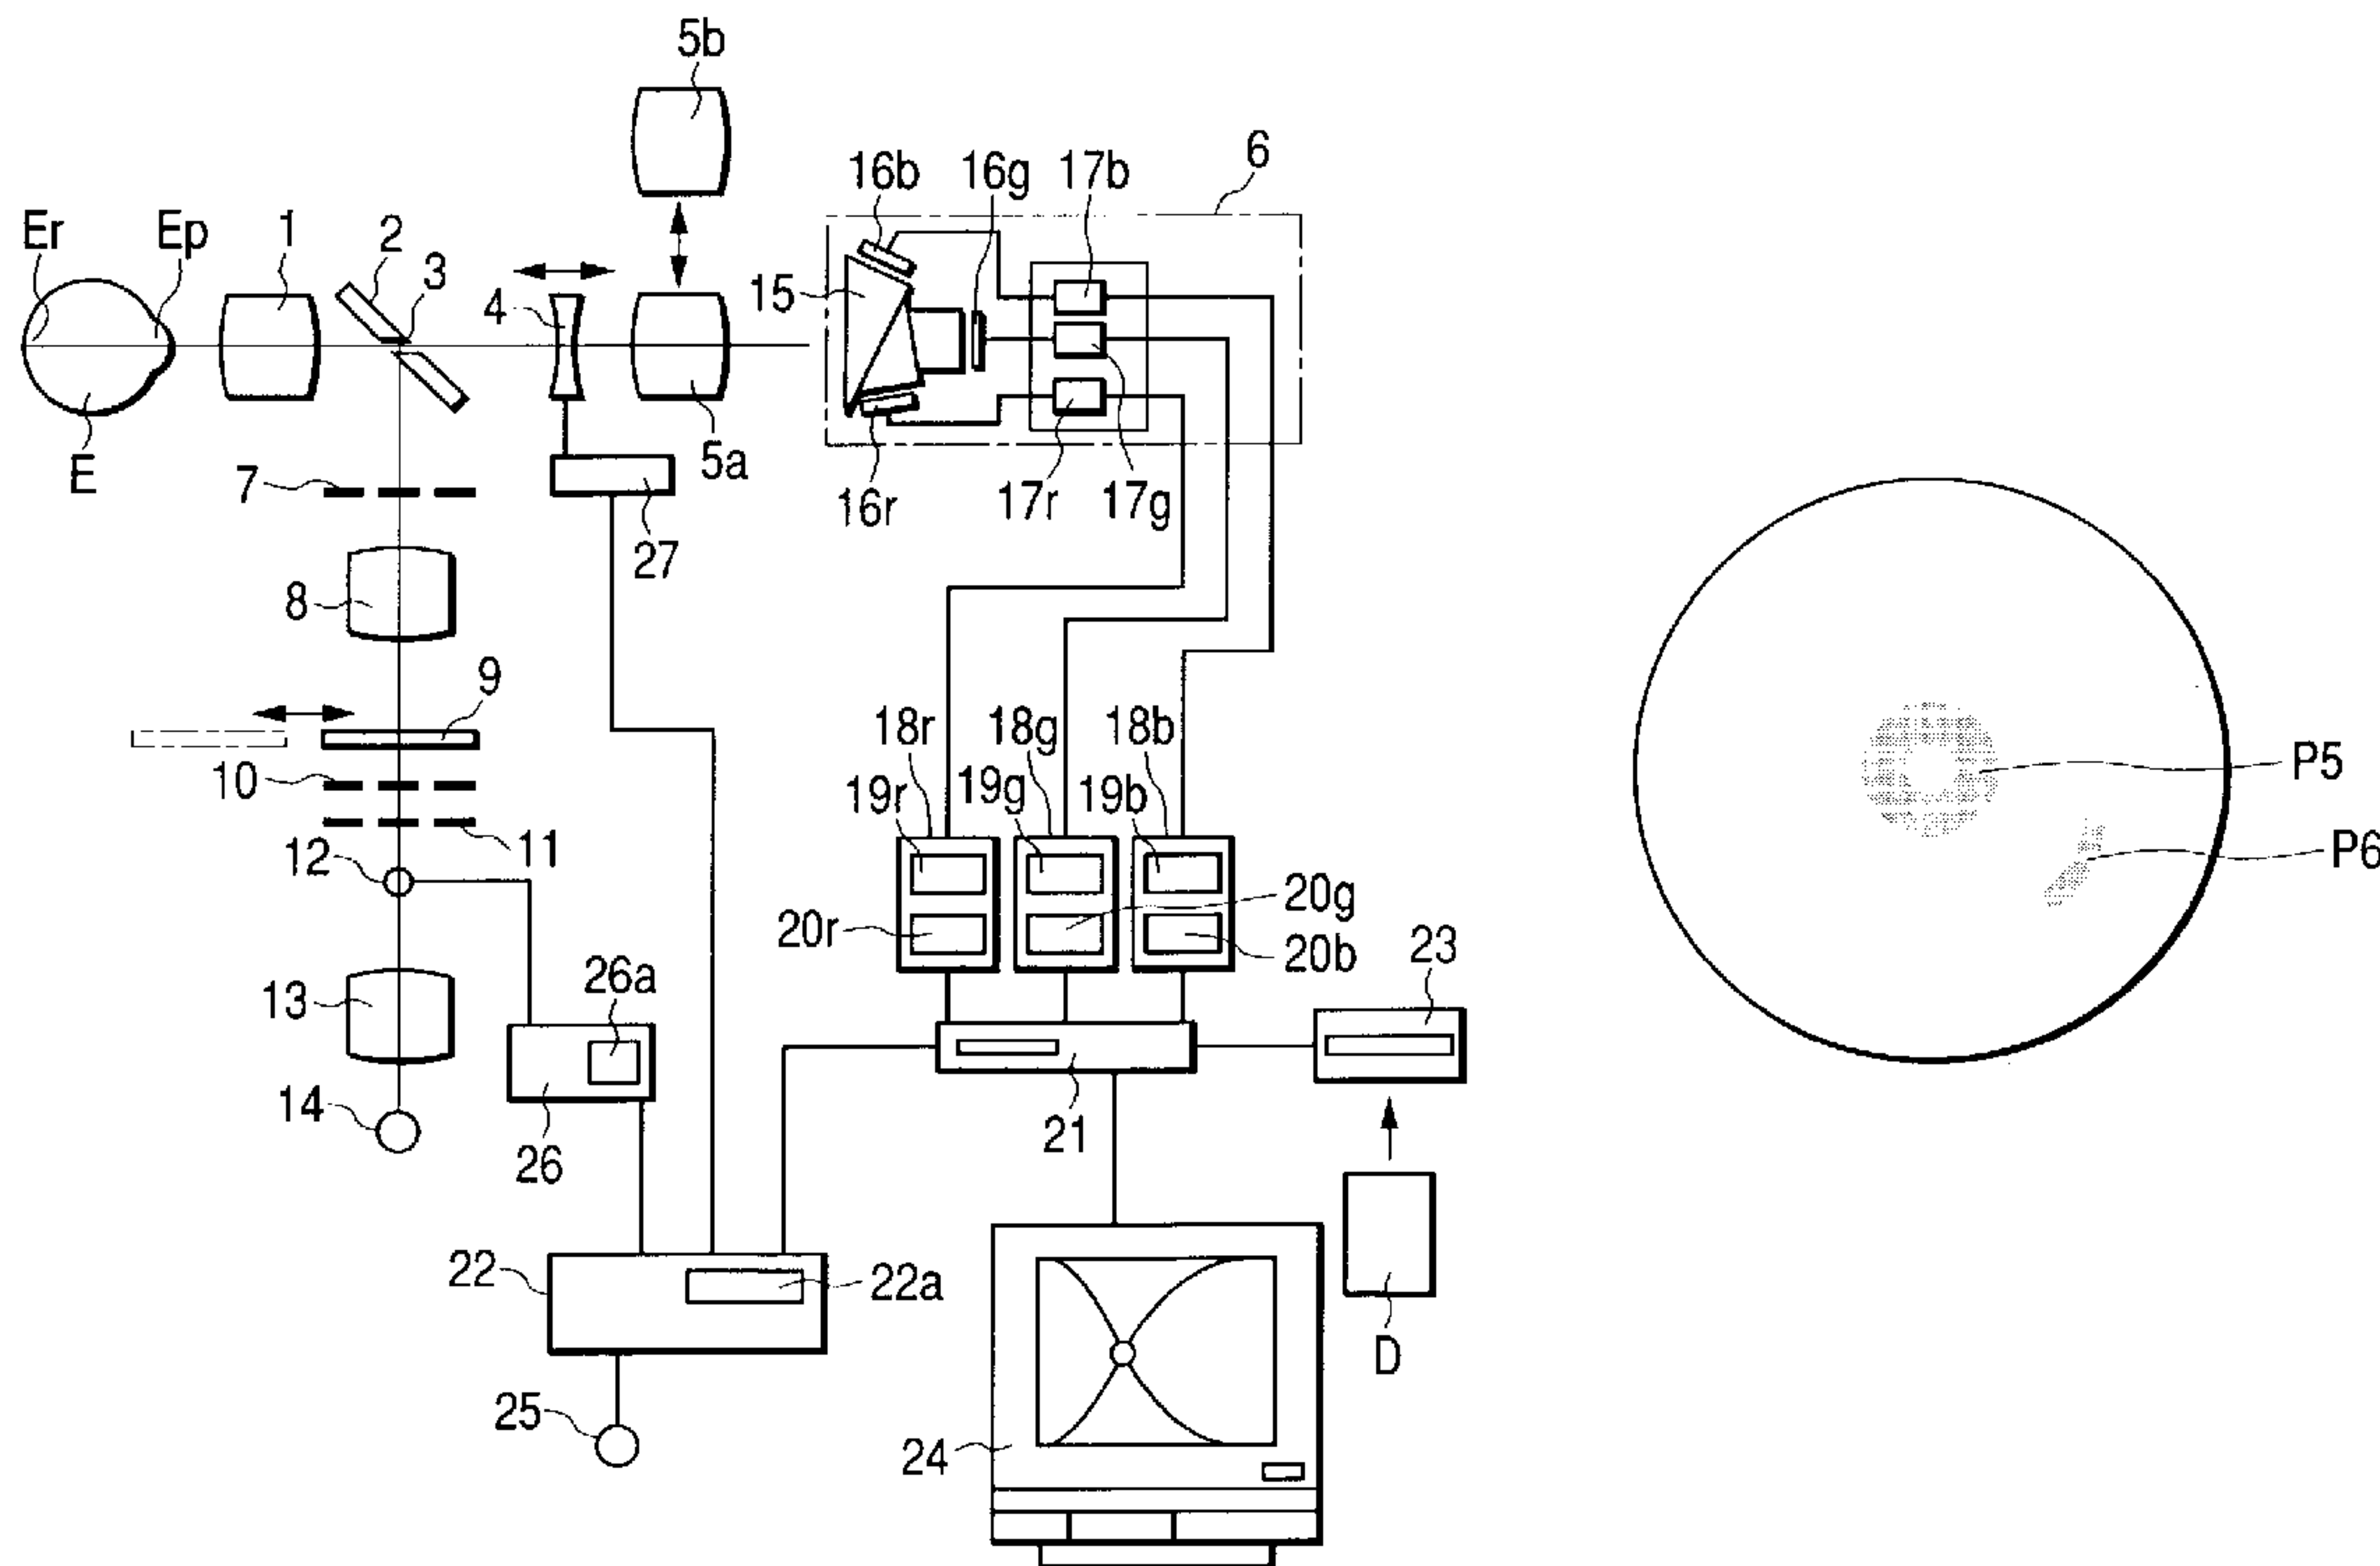 5b
6
16b 16g 17b
Er Ep 1 2 3
4 15
E 5a
7 16r 17r 17g
27
8
9
10 18r 18g 18b
19r 19g 19b
P5
12 11
P6
20r 20g
20b 23
13 26a
14 26 21
22 22a
D
25 24